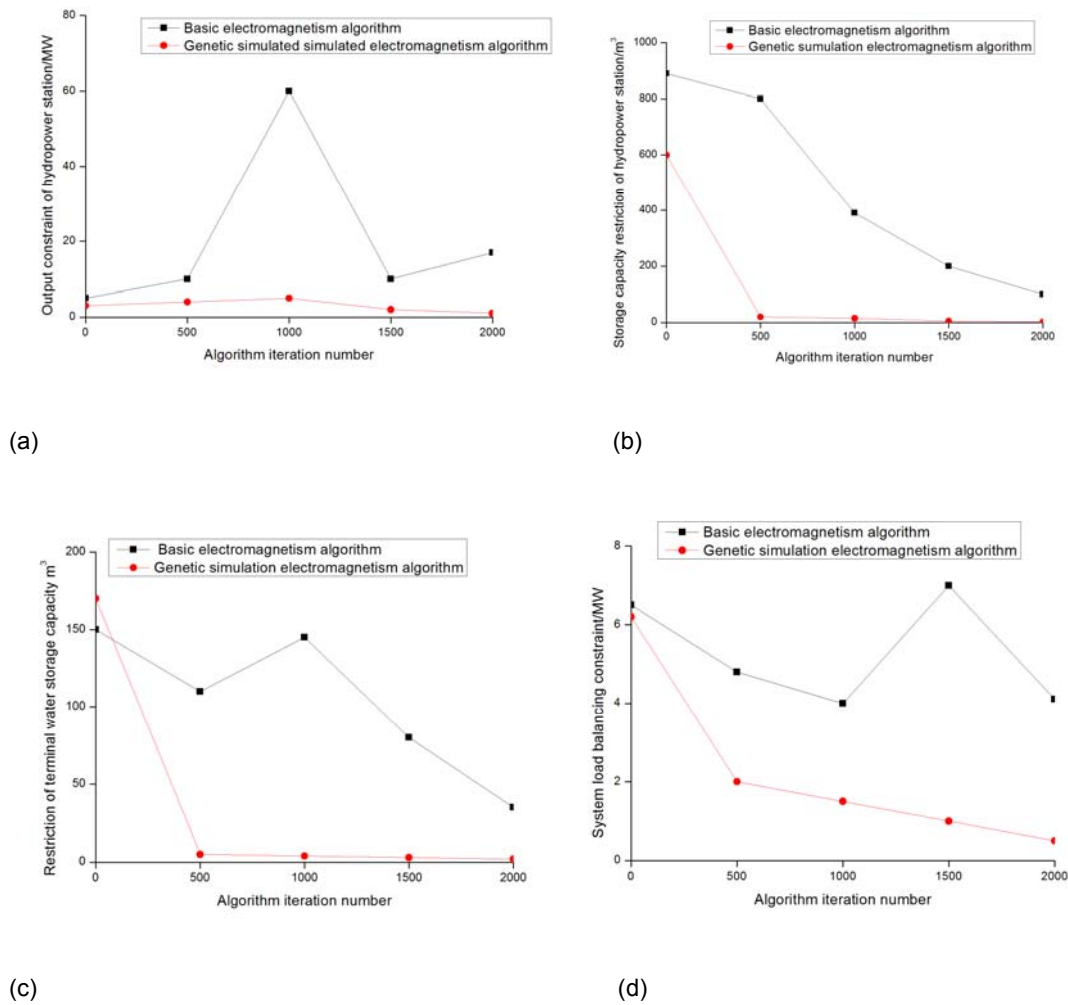 Basic electromagnetism algorithm
Genetic simulated simulated electromagnetism algorithm
Output constraint of hydropower station/MW
80
60
40
20
0
0 500 1000 1500 2000
Algorithm iteration number
(a)
Basic electromagnetism algorithm
Genetic sumulation electromagnetism algorithm
Storage capacity restriction of hydropower station/m³
1000
800
600
400
200
0
0 500 1000 1500 2000
Algorithm iteration number
(b)
Basic electromagnetism algorithm
Genetic simulation electromagnetism algorithm
Restriction of terminal water storage capacity m³
200
150
100
50
0
0 500 1000 1500 2000
Algorithm iteration number
(c)
Basic electromagnetism algorithm
Genetic simulation electromagnetism algorithm
System load balancing constraint/MW
8
6
4
2
0
0 500 1000 1500 2000
Algorithm iteration number
(d)